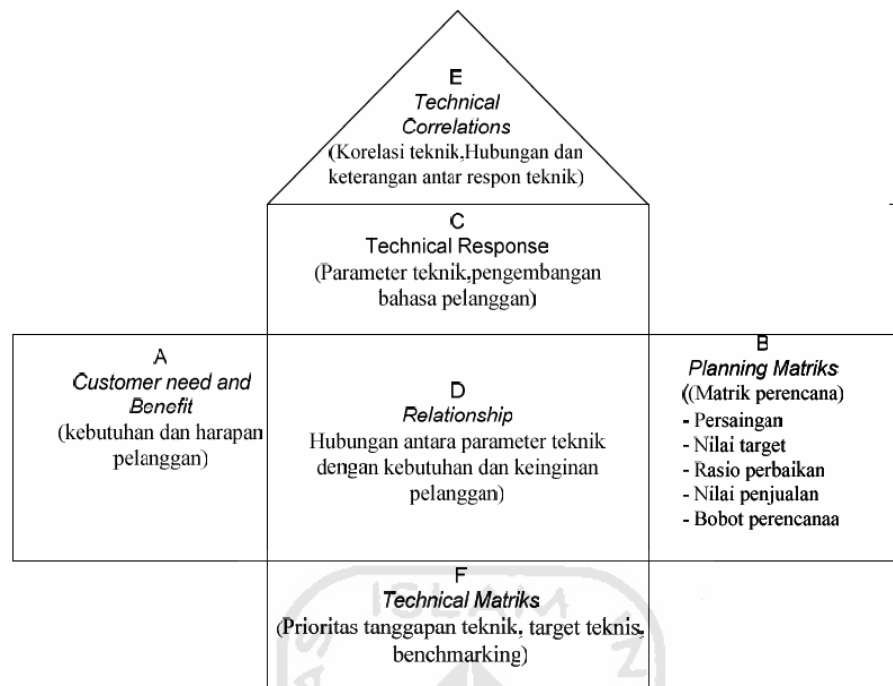 E
Technical
Correlations
(Korelasi teknik,Hubungan dan
keterangan antar respon teknik)
C
Technical Response
(Parameter teknik,pengembangan
bahasa pelanggan)
A
Customer need and
Benefit
(kebutuhan dan harapan
pelanggan)
D
Relationship
Hubungan antara parameter teknik
dengan kebutuhan dan keinginan
pelanggan)
B
Planning Matriks
((Matrik perencana)
- Persaingan
- Nilai target
- Rasio perbaikan
- Nilai penjualan
- Bobot perencanaa
F
Technical Matriks
(Prioritas tanggapan teknik, target teknis,
benchmarking)
ISLAM